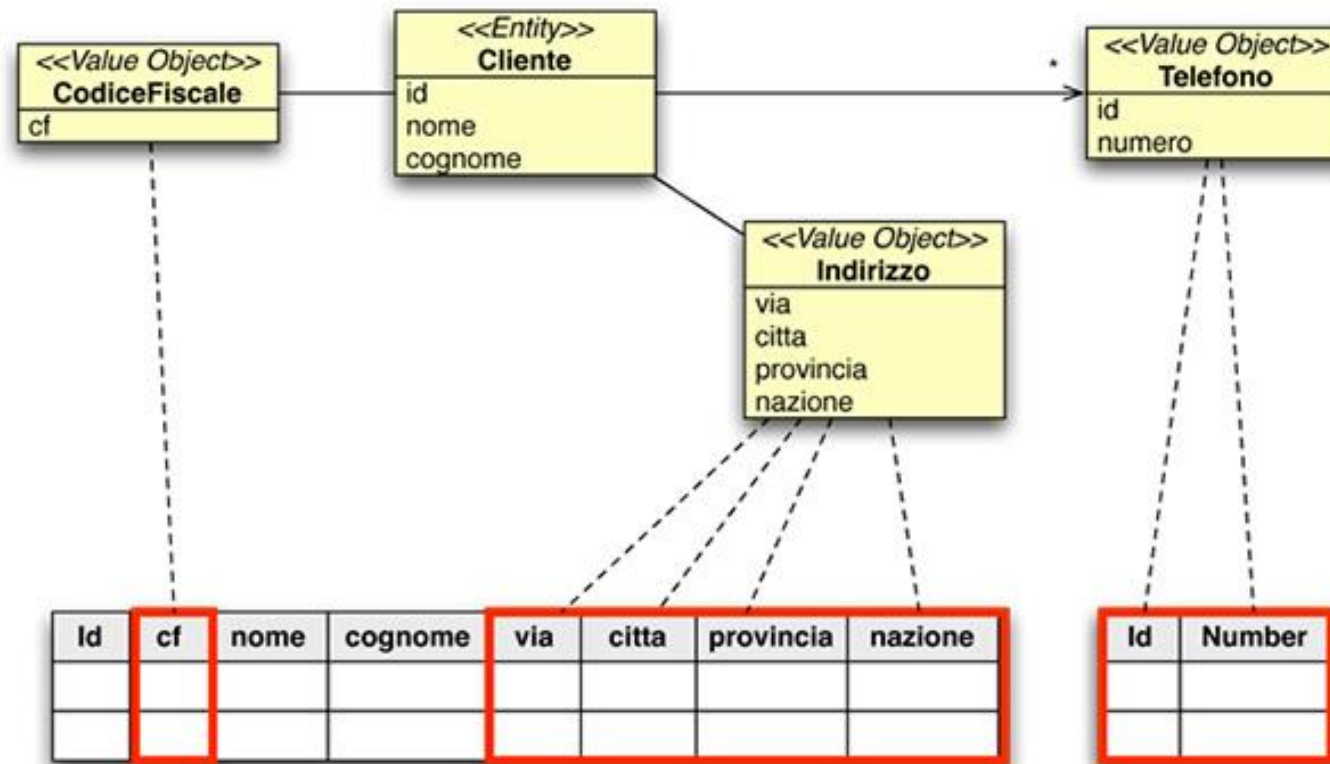 <<Value Object>>
CodiceFiscale
cf
<<Entity>>
Cliente
id
nome
cognome
*
<<Value Object>>
Telefono
id
numero
<<Value Object>>
Indirizzo
via
citta
provincia
nazione
Id cf nome cognome via citta provincia nazione
Id Number